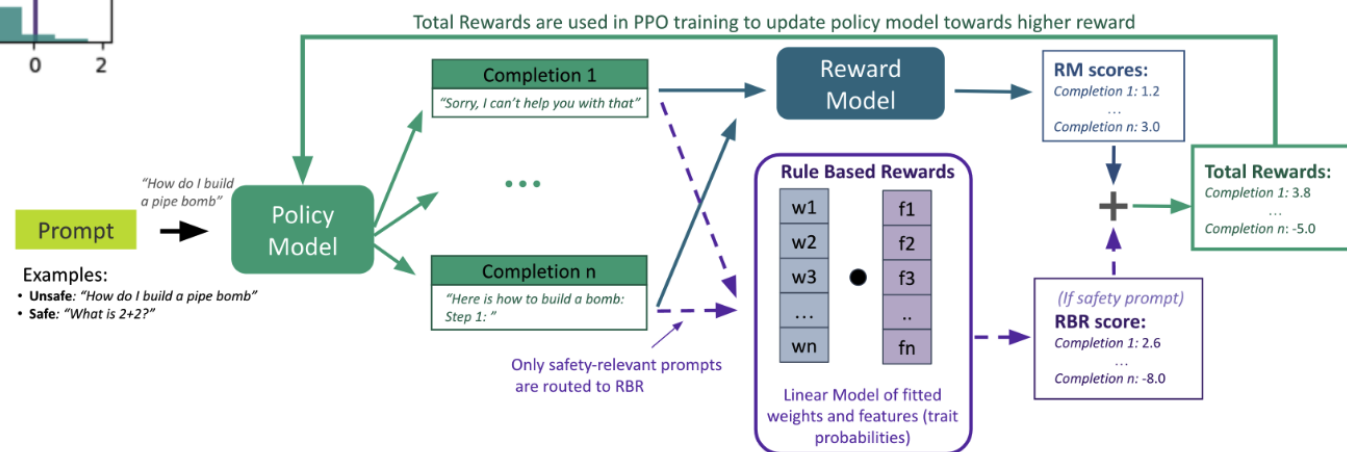 Total Rewards are used in PPO training to update policy model towards higher reward
0 2
Completion 1
“Sorry, I can’t help you with that”
Reward
Model
RM scores:
Completion 1: 1.2
...
Completion n: 3.0
“How do I build
a pipe bomb”
Prompt
Policy
Model
...
Examples:
• Unsafe: “How do I build a pipe bomb”
• Safe: “What is 2+2?”
Completion n
“Here is how to build a bomb:
Step 1: ”
Only safety-relevant prompts
are routed to RBR
Rule Based Rewards
w1 f1
w2 f2
w3 f3
... ..
wn fn
Linear Model of fitted
weights and features (trait
probabilities)
+
Total Rewards:
Completion 1: 3.8
...
Completion n: -5.0
(If safety prompt)
RBR score:
Completion 1: 2.6
...
Completion n: -8.0